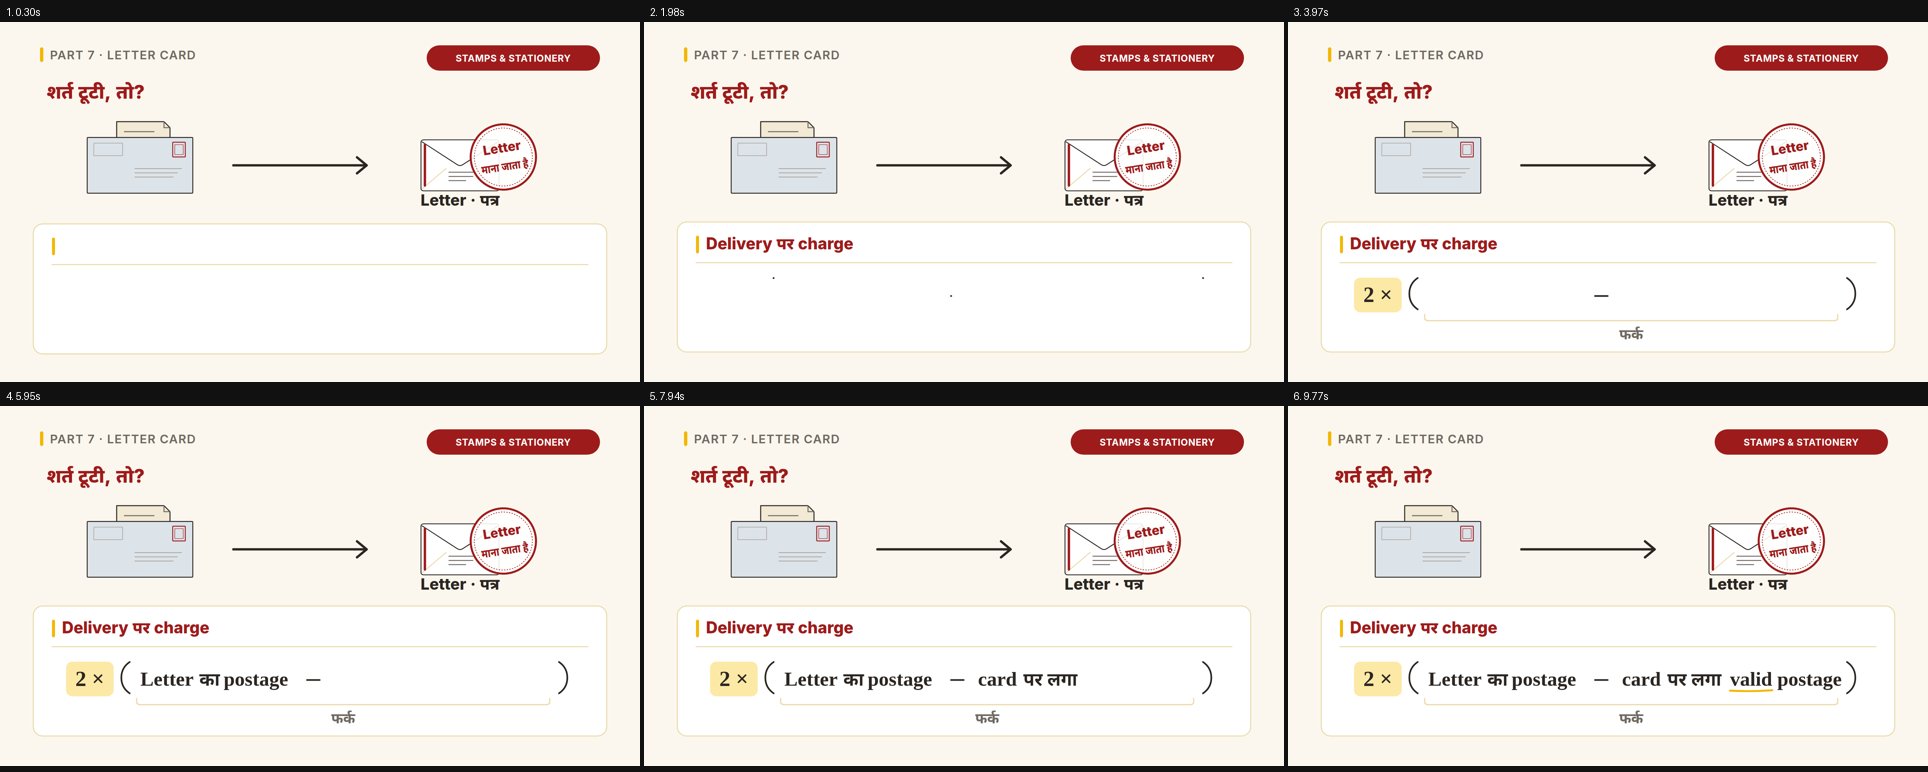 1. 0.30s
PART 7 · LETTER CARD
STAMPS & STATIONERY
शर्त टूटी, तो?
Letter
माना जाता है
Letter · पत्र
2. 1.98s
PART 7 · LETTER CARD
STAMPS & STATIONERY
शर्त टूटी, तो?
Letter
माना जाता है
Letter · पत्र
Delivery पर charge
3. 3.97s
PART 7 · LETTER CARD
STAMPS & STATIONERY
शर्त टूटी, तो?
Letter
माना जाता है
Letter · पत्र
Delivery पर charge
2 × ( – )
फर्क
4. 5.95s
PART 7 · LETTER CARD
STAMPS & STATIONERY
शर्त टूटी, तो?
Letter
माना जाता है
Letter · पत्र
Delivery पर charge
2 × ( Letter का postage – )
फर्क
5. 7.94s
PART 7 · LETTER CARD
STAMPS & STATIONERY
शर्त टूटी, तो?
Letter
माना जाता है
Letter · पत्र
Delivery पर charge
2 × ( Letter का postage – card पर लगा )
फर्क
6. 9.77s
PART 7 · LETTER CARD
STAMPS & STATIONERY
शर्त टूटी, तो?
Letter
माना जाता है
Letter · पत्र
Delivery पर charge
2 × ( Letter का postage – card पर लगा valid postage )
फर्क